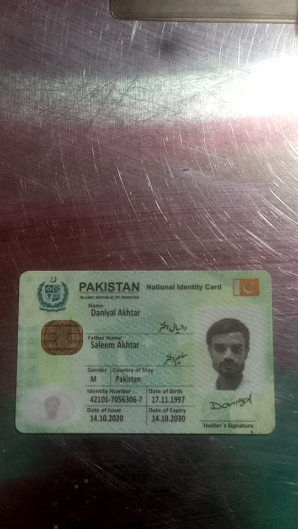 PAKISTAN National Identity Card
ISLAMIC REPUBLIC OF PAKISTAN
Name
Daniyal Akhtar
دانیال اختر
Father Name
Saleem Akhtar
سلیم اختر
Gender Country of Stay
M Pakistan
Identity Number Date of Birth
42101-7056306-7 17.11.1997
Date of Issue Date of Expiry
14.10.2020 14.10.2030
Daniyal
Holder's Signature